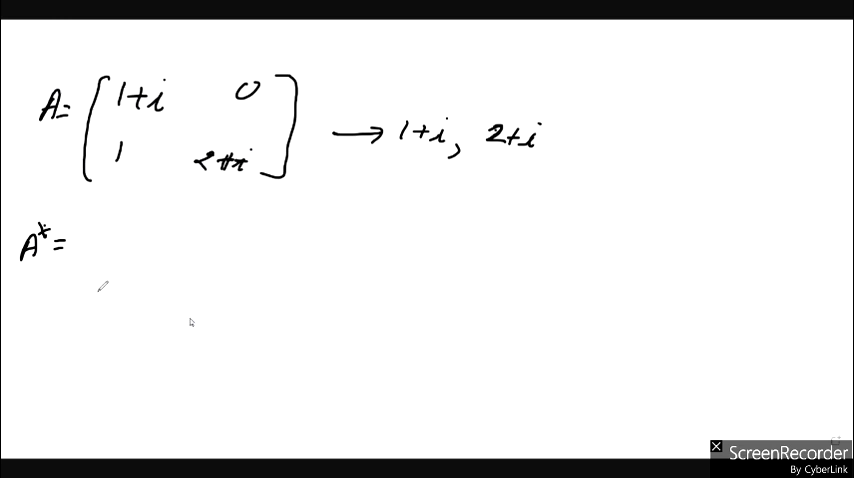 A= [ 1+i 0 → 1+i, 2+i
1 2+i ]
A* =
ScreenRecorder
By CyberLink